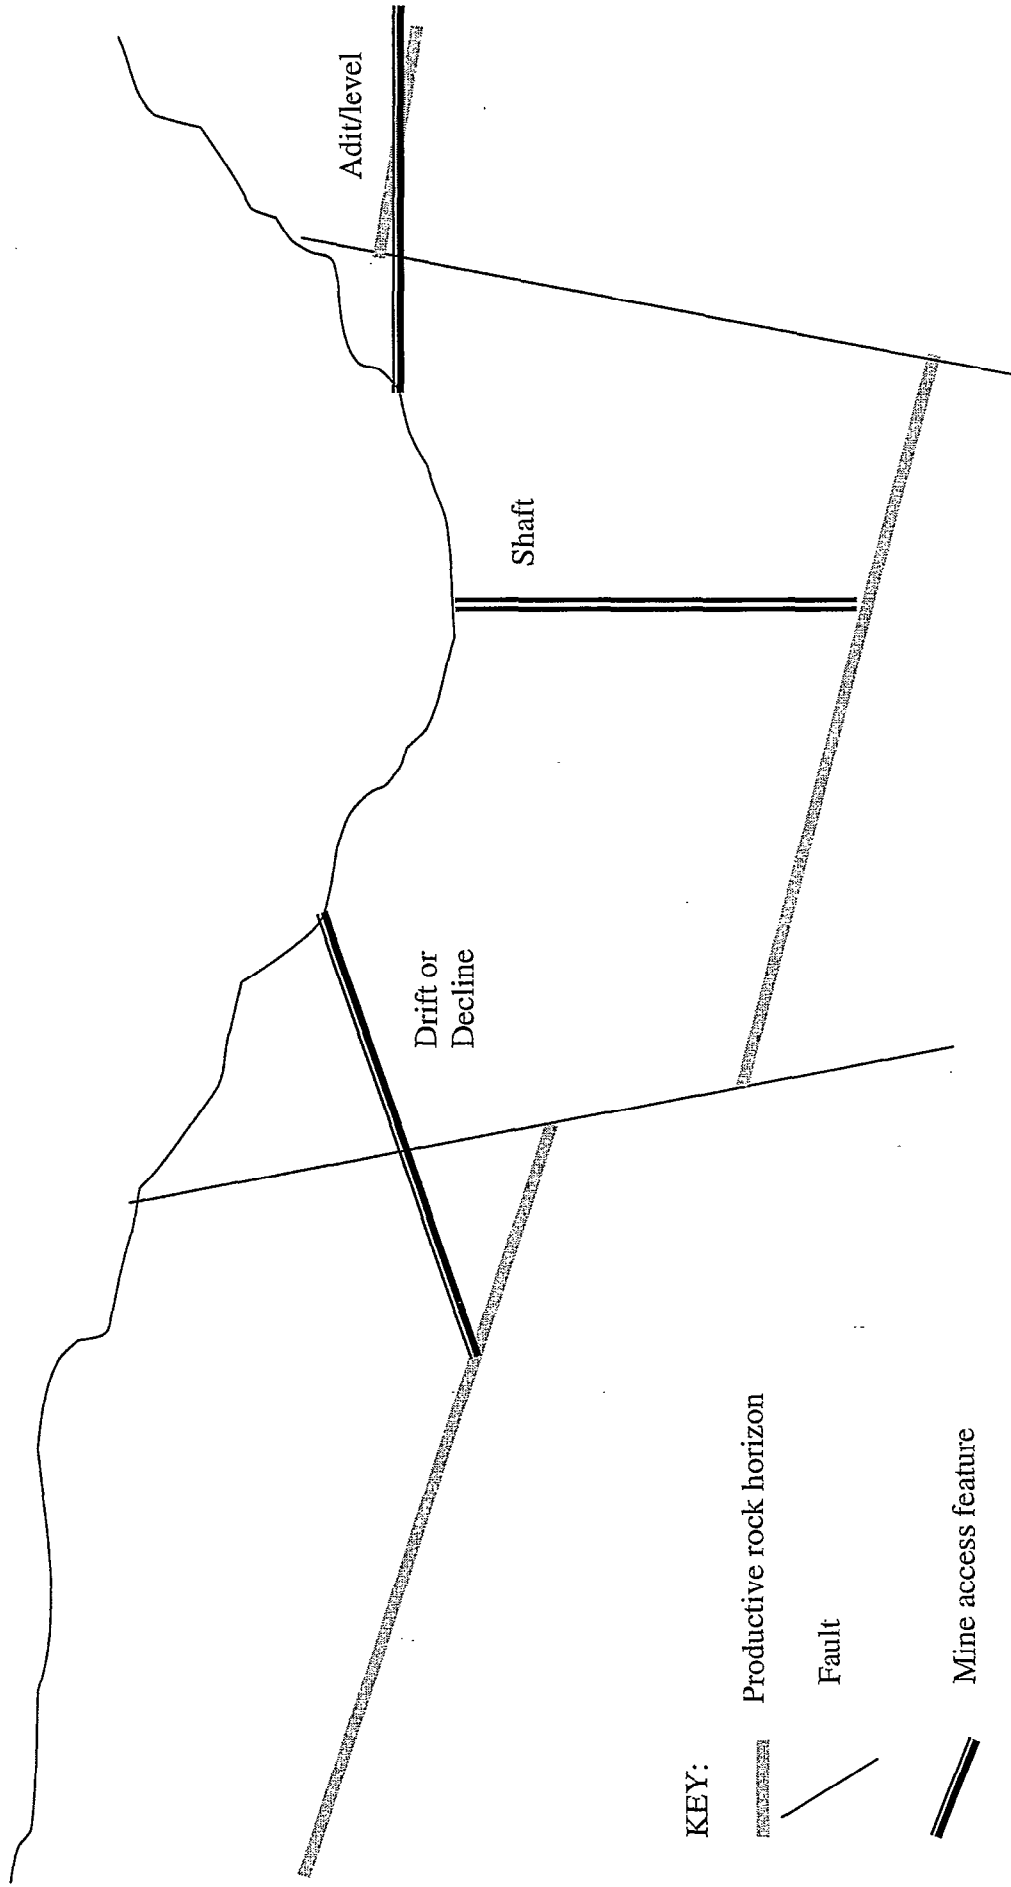 Adit/level
Shaft
Drift or
Decline
KEY:
Productive rock horizon
Fault
Mine access feature